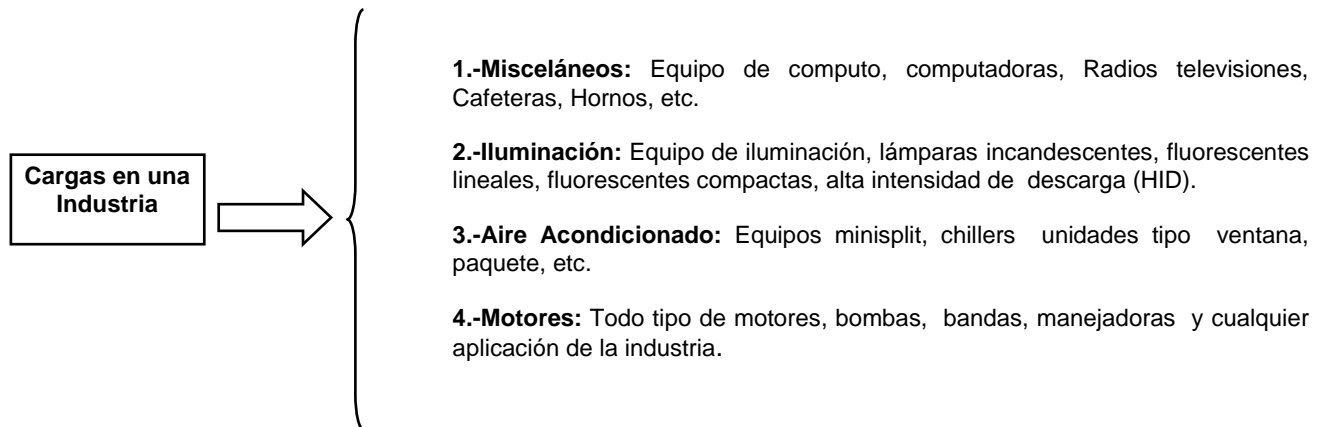 Cargas en una
Industria
1.-Misceláneos: Equipo de computo, computadoras, Radios televisiones,
Cafeteras, Hornos, etc.
2.-Iluminación: Equipo de iluminación, lámparas incandescentes, fluorescentes
lineales, fluorescentes compactas, alta intensidad de descarga (HID).
3.-Aire Acondicionado: Equipos minisplit, chillers unidades tipo ventana,
paquete, etc.
4.-Motores: Todo tipo de motores, bombas, bandas, manejadoras y cualquier
aplicación de la industria.